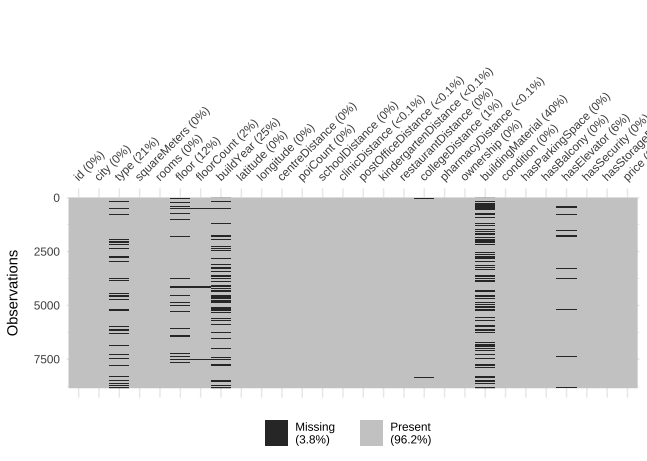 id (0%)
city (0%)
type (21%)
squareMeters (0%)
rooms (0%)
floor (12%)
floorCount (2%)
buildYear (25%)
latitude (0%)
longitude (0%)
centreDistance (0%)
poiCount (0%)
schoolDistance (0%)
clinicDistance (<0.1%)
postOfficeDistance (<0.1%)
kindergartenDistance (<0.1%)
restaurantDistance (0%)
collegeDistance (1%)
pharmacyDistance (<0.1%)
ownership (0%)
buildingMaterial (40%)
condition (0%)
hasParkingSpace (0%)
hasBalcony (0%)
hasElevator (6%)
hasSecurity (0%)
hasStorage
price (
0
2500
5000
7500
Observations
Missing
(3.8%)
Present
(96.2%)